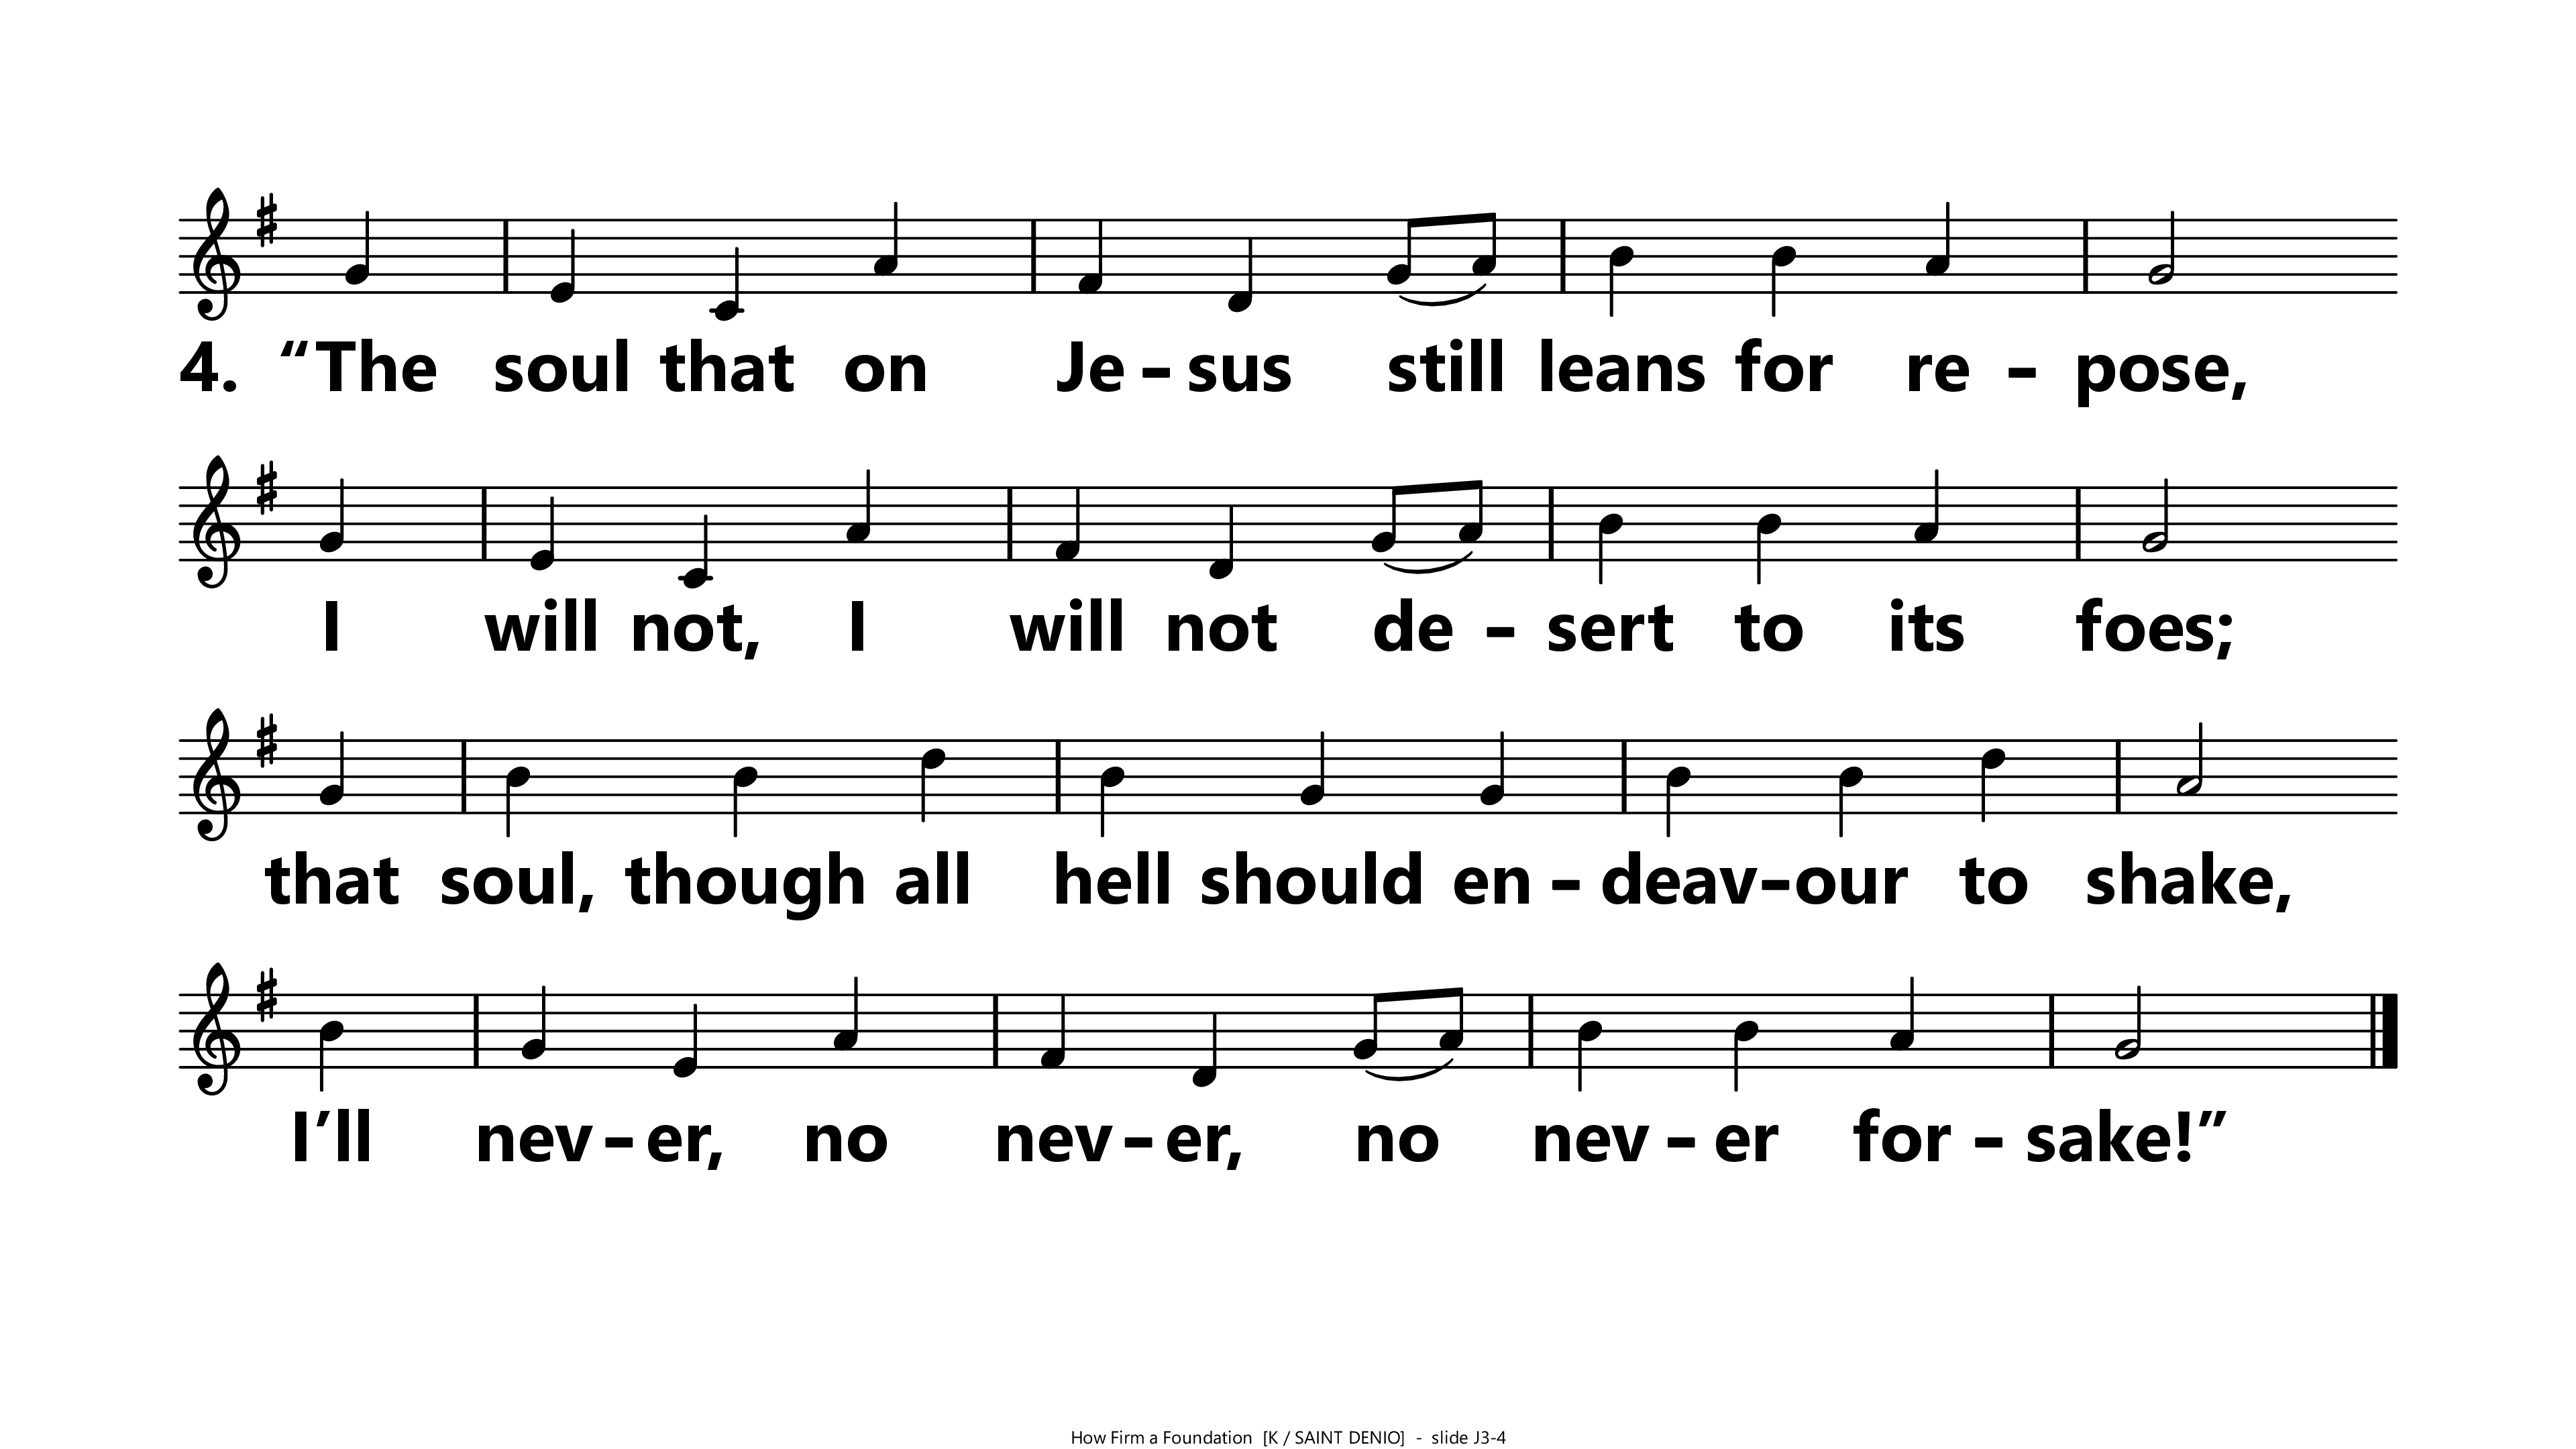 4. “The soul that on Je – sus still leans for re – pose,
I will not, I will not de – sert to its foes;
that soul, though all hell should en – deav–our to shake,
I’ll nev – er, no nev – er, no nev – er for – sake!”
How Firm a Foundation [K / SAINT DENIO] - slide J3-4